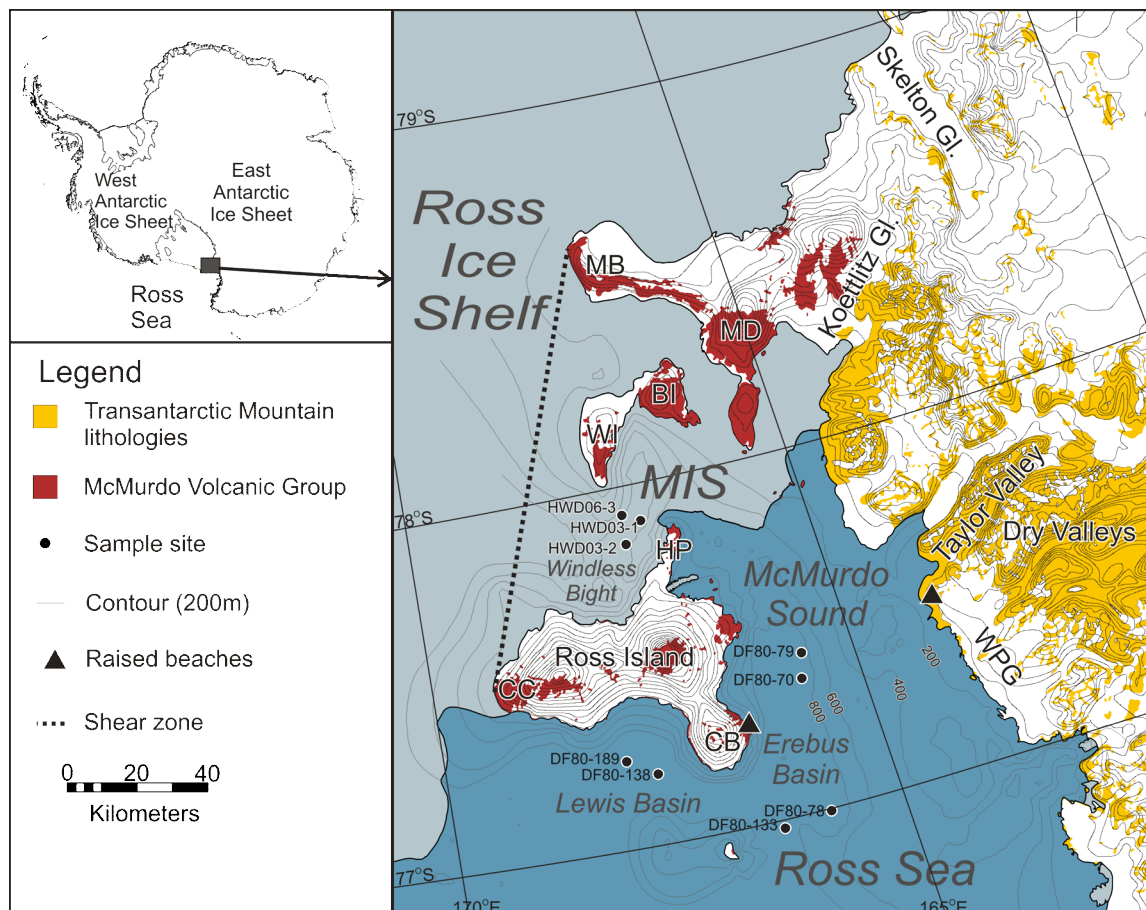 West
Antarctic
Ice Sheet
East
Antarctic
Ice Sheet
Ross
Sea
Legend
Transantarctic Mountain
lithologies
McMurdo Volcanic Group
Sample site
Contour (200m)
Raised beaches
Shear zone
0 20 40
Kilometers
79°S
Skelton Gl.
Ross
Ice
Shelf
MB
Koettlitz Gl.
MD
BI
WI
MIS
78°S
HWD06-3
HWD03-1
HWD03-2
HP
Windless
Bight
Taylor Valley
Dry Valleys
McMurdo
Sound
WPG
Ross Island
CC
DF80-79
DF80-70
200
400
600
800
CB
Erebus
Basin
DF80-189
DF80-138
Lewis Basin
DF80-78
DF80-133
Ross Sea
77°S
170°E
165°E